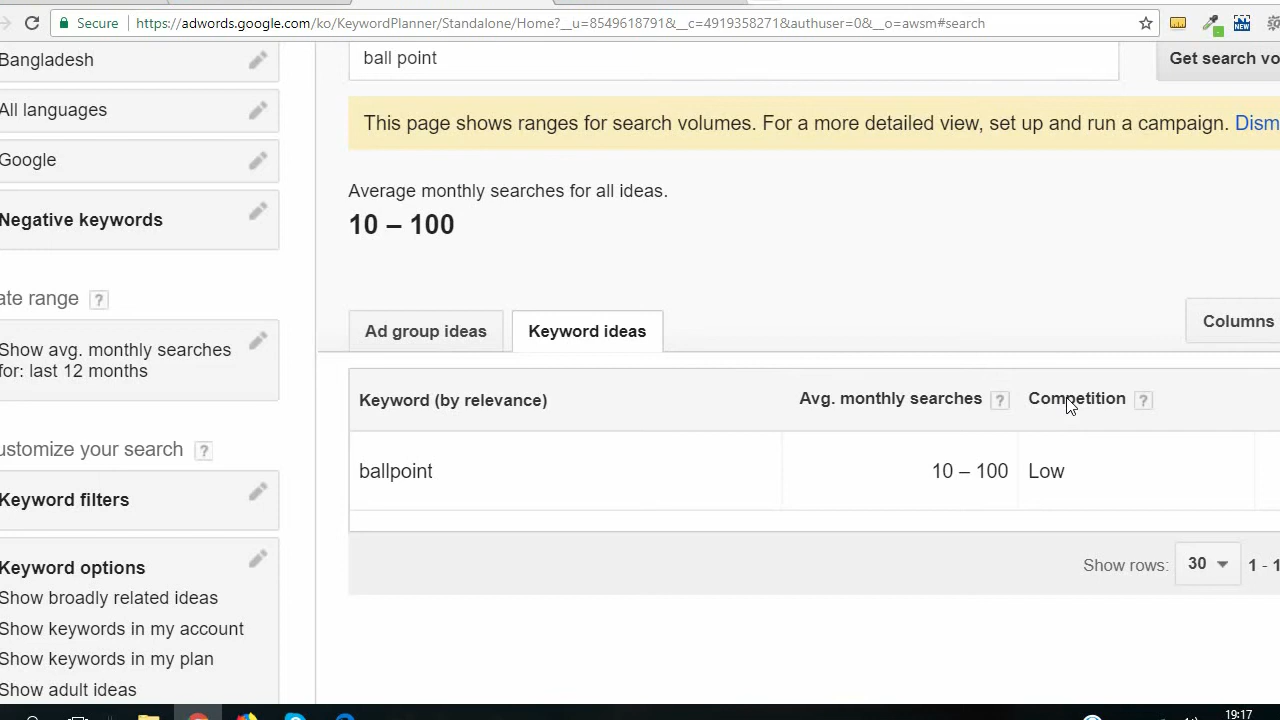 Secure https://adwords.google.com/ko/KeywordPlanner/Standalone/Home?__u=8549618791&__c=4919358271&authuser=0&__o=awsm#search
NEW
Bangladesh
All languages
Google
Negative keywords
ate range ?
Show avg. monthly searches
for: last 12 months
ustomize your search ?
Keyword filters
Keyword options
Show broadly related ideas
Show keywords in my account
Show keywords in my plan
Show adult ideas
ball point
Get search vo
This page shows ranges for search volumes. For a more detailed view, set up and run a campaign. Dism
Average monthly searches for all ideas.
10 – 100
Ad group ideas Keyword ideas
Columns
Keyword (by relevance) Avg. monthly searches ? Competition ?
ballpoint 10 – 100 Low
Show rows: 30 1 - 1
19:17